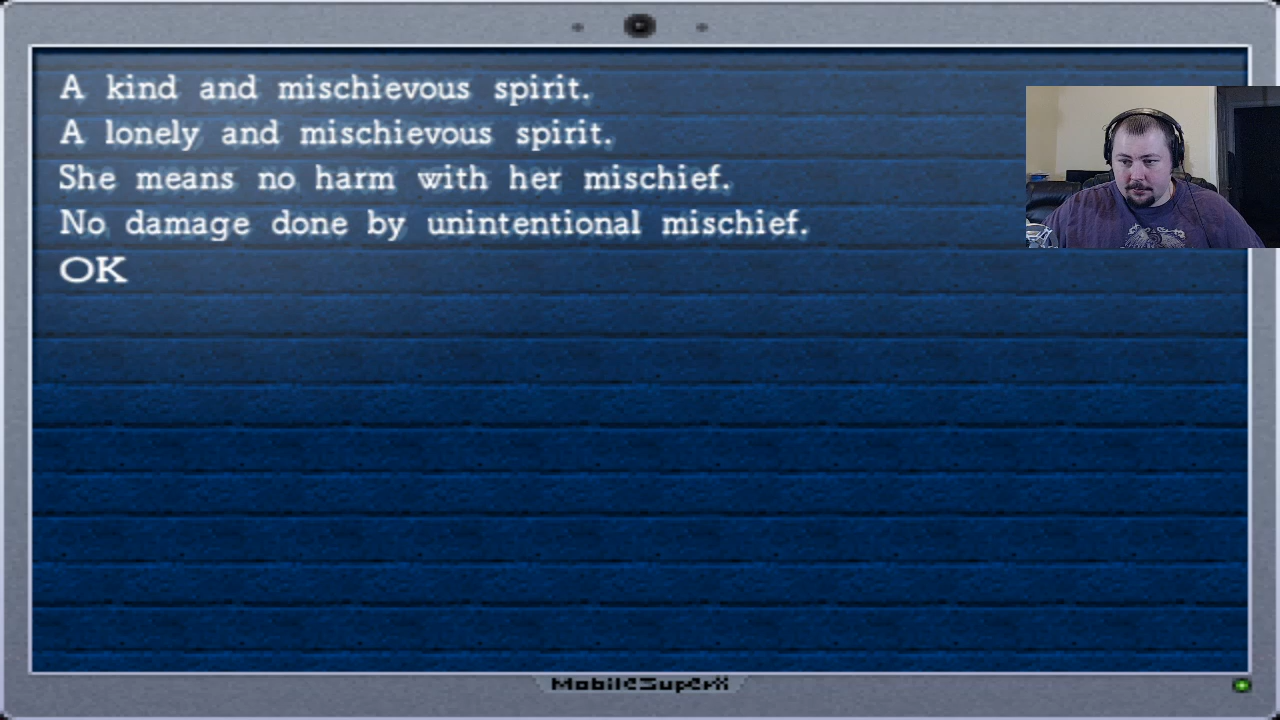 A kind and mischievous spirit.
A lonely and mischievous spirit.
She means no harm with her mischief.
No damage done by unintentional mischief.
OK
MobileSuperX